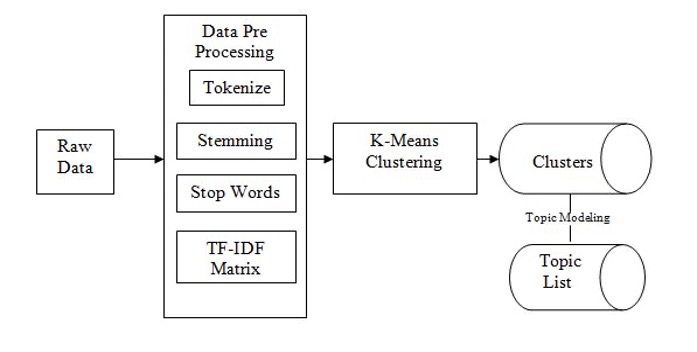 Raw
Data
Data Pre
Processing
Tokenize
Stemming
Stop Words
TF-IDF
Matrix
K-Means
Clustering
Clusters
Topic Modeling
Topic
List